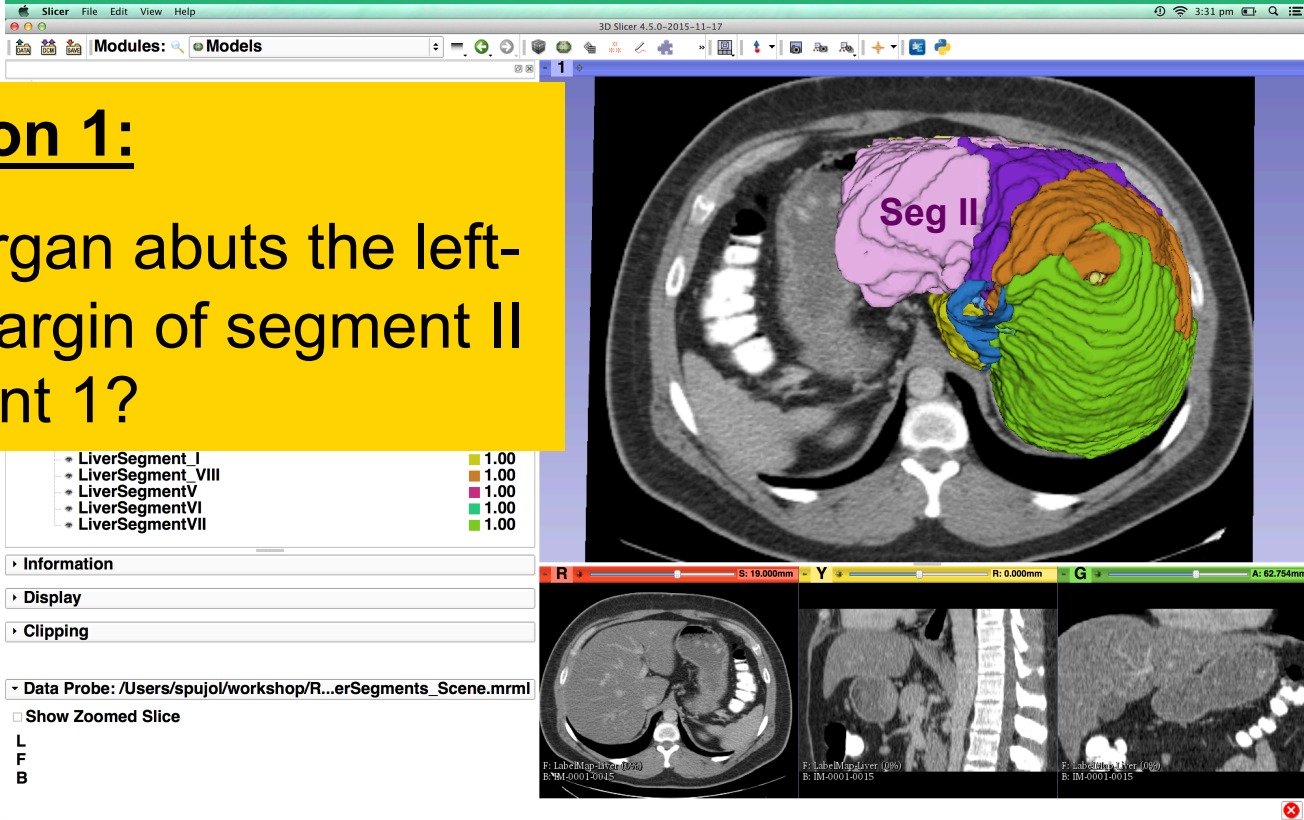 Slicer File Edit View Help
3:31 pm
3D Slicer 4.5.0-2015-11-17
DATA DCM SAVE Modules: Models
1
on 1:
rgan abuts the left-
argin of segment II
nt 1?
Seg II
LiverSegment_I 1.00
LiverSegment_VIII 1.00
LiverSegmentV 1.00
LiverSegmentVI 1.00
LiverSegmentVII 1.00
Information
Display
Clipping
Data Probe: /Users/spujol/workshop/R...erSegments_Scene.mrml
Show Zoomed Slice
L
F
B
R S: 19.000mm
Y R: 0.000mm
G A: 62.754mm
F: LabelMap-Liver (0%)
B: IM-0001-0015
F: LabelMap-Liver (0%)
B: IM-0001-0015
F: LabelMap-Liver (0%)
B: IM-0001-0015